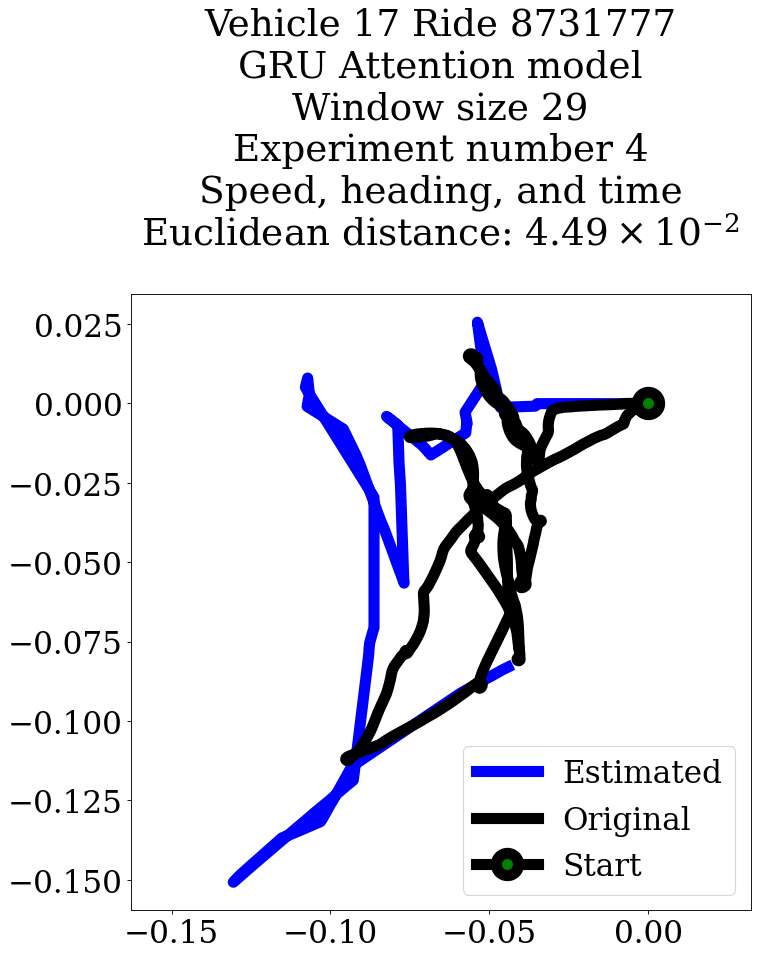 Vehicle 17 Ride 8731777
GRU Attention model
Window size 29
Experiment number 4
Speed, heading, and time
Euclidean distance: 4.49 × 10⁻²
0.025
0.000
−0.025
−0.050
−0.075
−0.100
−0.125
−0.150
Estimated
Original
Start
−0.15
−0.10
−0.05
0.00